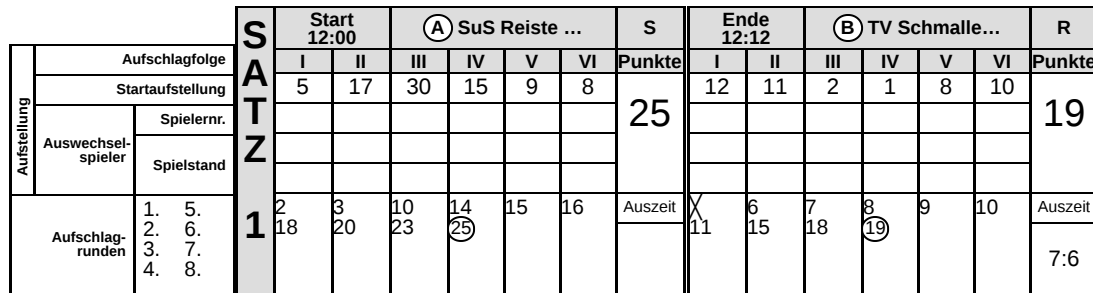 SATZ 1
Start 12:00
A SuS Reiste … S
Ende 12:12
B TV Schmalle… R
Aufschlagfolge I II III IV V VI Punkte I II III IV V VI Punkte
Startaufstellung 5 17 30 15 9 8 25 12 11 2 1 8 10 19
Aufstellung
Auswechsel-
spieler
Spielernr.
Spielstand
Aufschlag-
runden
1. 5.
2. 6.
3. 7.
4. 8.
2 3 10 14 15 16 Auszeit X 6 7 8 9 10 Auszeit
18 20 23 25 11 15 18 19
7:6